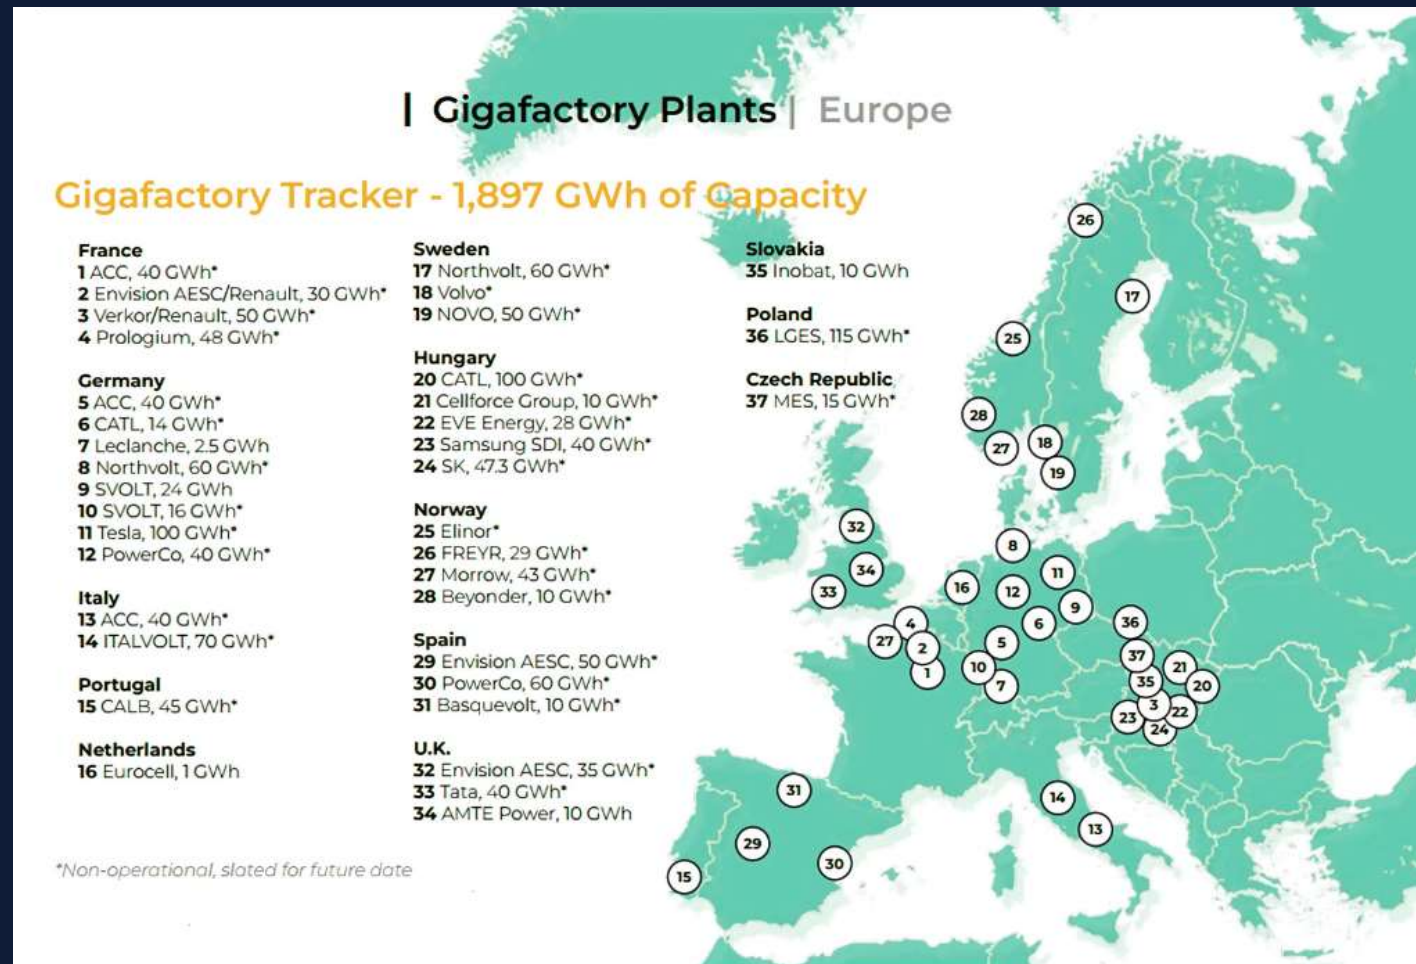 | Gigafactory Plants | Europe
Gigafactory Tracker - 1,897 GWh of Capacity
France
1 ACC, 40 GWh*
2 Envision AESC/Renault, 30 GWh*
3 Verkor/Renault, 50 GWh*
4 Prologium, 48 GWh*
Germany
5 ACC, 40 GWh*
6 CATL, 14 GWh*
7 Leclanche, 2.5 GWh
8 Northvolt, 60 GWh*
9 SVOLT, 24 GWh
10 SVOLT, 16 GWh*
11 Tesla, 100 GWh*
12 PowerCo, 40 GWh*
Italy
13 ACC, 40 GWh*
14 ITALVOLT, 70 GWh*
Portugal
15 CALB, 45 GWh*
Netherlands
16 Eurocell, 1 GWh
Sweden
17 Northvolt, 60 GWh*
18 Volvo*
19 NOVO, 50 GWh*
Hungary
20 CATL, 100 GWh*
21 Cellforce Group, 10 GWh*
22 EVE Energy, 28 GWh*
23 Samsung SDI, 40 GWh*
24 SK, 47.3 GWh*
Norway
25 Elinor*
26 FREYR, 29 GWh*
27 Morrow, 43 GWh*
28 Beyonder, 10 GWh*
Spain
29 Envision AESC, 50 GWh*
30 PowerCo, 60 GWh*
31 Basquevolt, 10 GWh*
U.K.
32 Envision AESC, 35 GWh*
33 Tata, 40 GWh*
34 AMTE Power, 10 GWh
Slovakia
35 Inobat, 10 GWh
Poland
36 LGES, 115 GWh*
Czech Republic
37 MES, 15 GWh*
*Non-operational, slated for future date
26
17
25
28
27
18
19
32
34
33
8
16
11
12
9
6
4
27
2
5
1
10
7
36
37
21
35
20
3
22
23
24
31
14
13
29
30
15